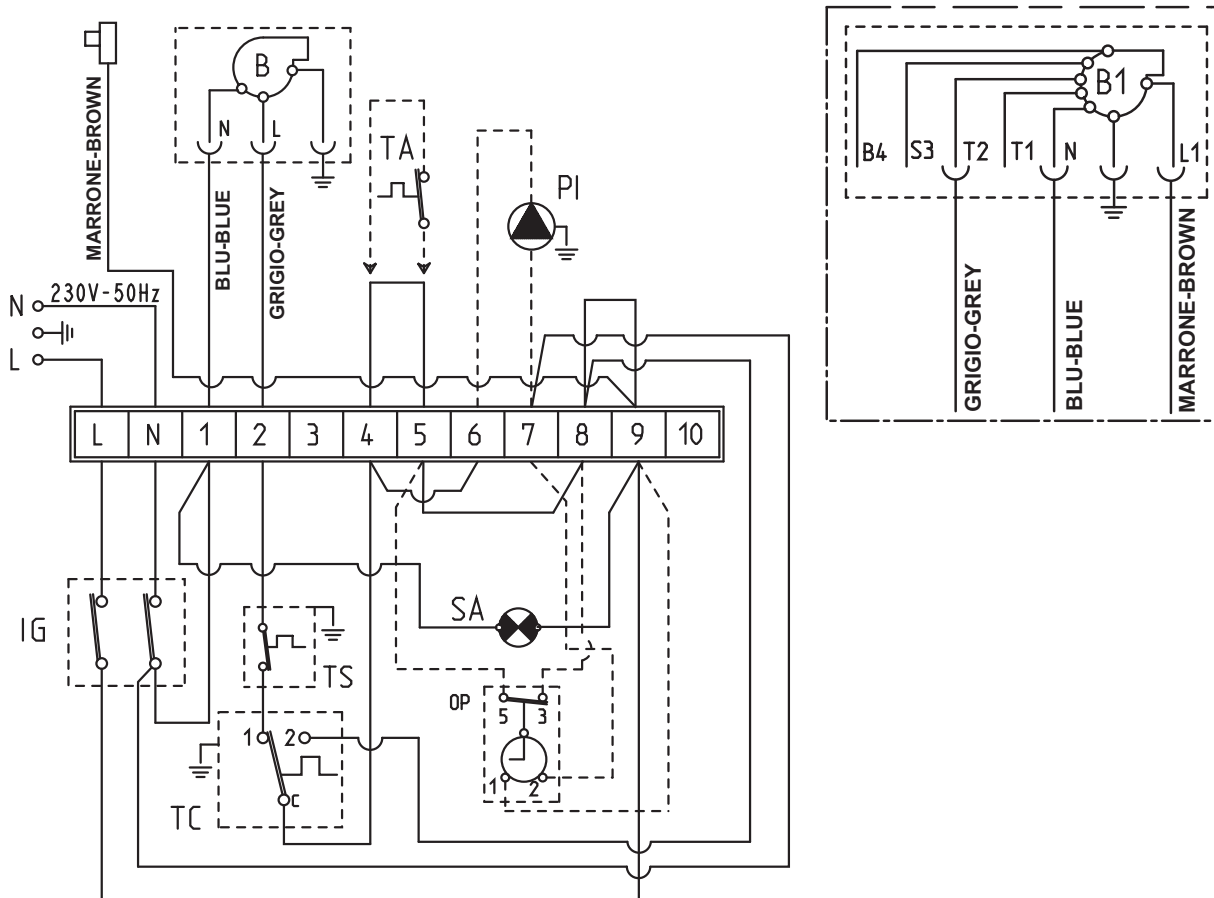 MARRONE-BROWN
B
N L
BLU-BLUE
GRIGIO-GREY
TA
PI
B1
B4 S3 T2 T1 N L1
GRIGIO-GREY
BLU-BLUE
MARRONE-BROWN
N 230V-50Hz
L
L N 1 2 3 4 5 6 7 8 9 10
IG
SA
TS
OP
5 3
1 2
1 2
C
TC